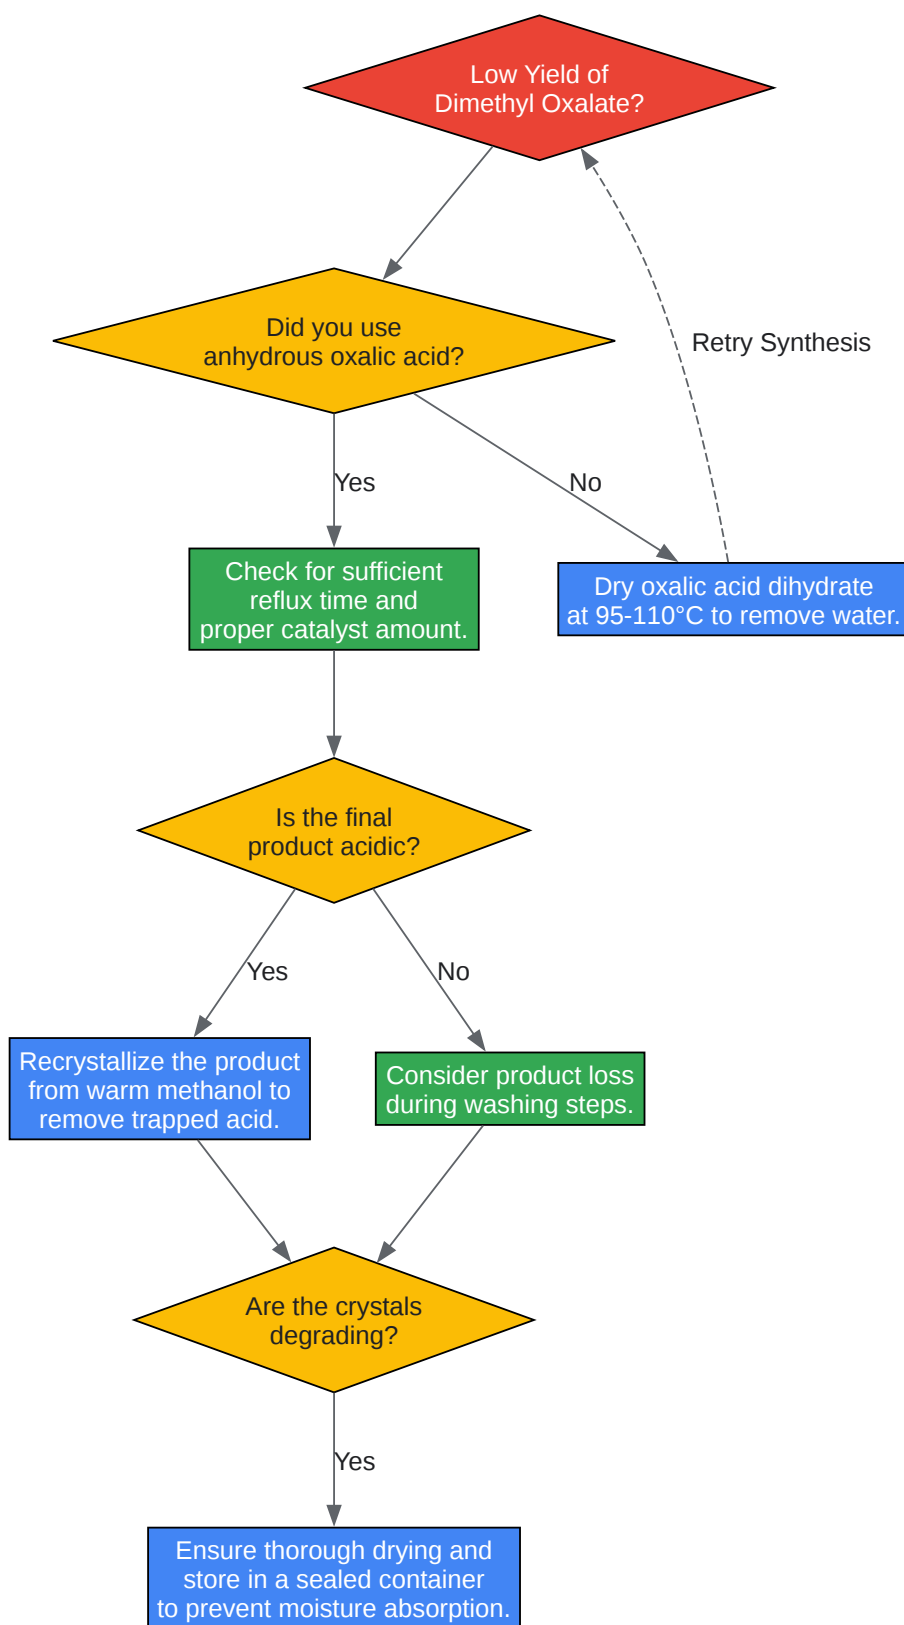 Low Yield of
Dimethyl Oxalate?
Did you use
anhydrous oxalic acid?
Retry Synthesis
Yes
No
Check for sufficient
reflux time and
proper catalyst amount.
Dry oxalic acid dihydrate
at 95-110°C to remove water.
Is the final
product acidic?
Yes
No
Recrystallize the product
from warm methanol to
remove trapped acid.
Consider product loss
during washing steps.
Are the crystals
degrading?
Yes
Ensure thorough drying and
store in a sealed container
to prevent moisture absorption.